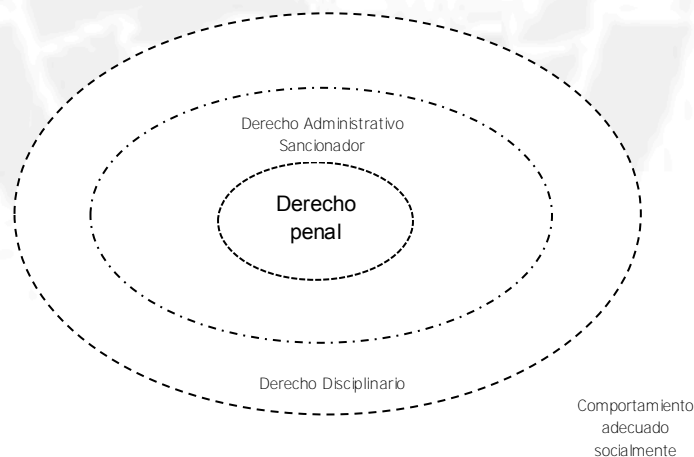 Derecho Administrativo
Sancionador
Derecho
penal
Derecho Disciplinario
Comportamiento
adecuado
socialmente